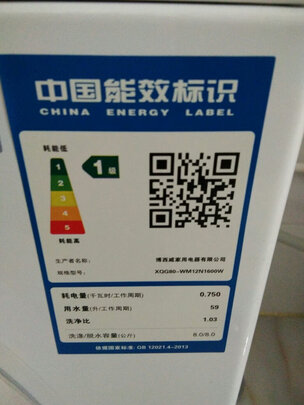 中国能效标识
CHINA ENERGY LABEL
耗能低
1
2
3
4
5
耗能高
1级
生产者名称 博西威家用电器有限公司
规格型号 XQG80-WM12N1600W
耗电量(千瓦时/工作周期) 0.750
用水量(升/工作周期) 59
洗净比 1.03
洗涤/脱水容量(公斤) 8.0/8.0
依据国家标准: GB 12021.4-2013